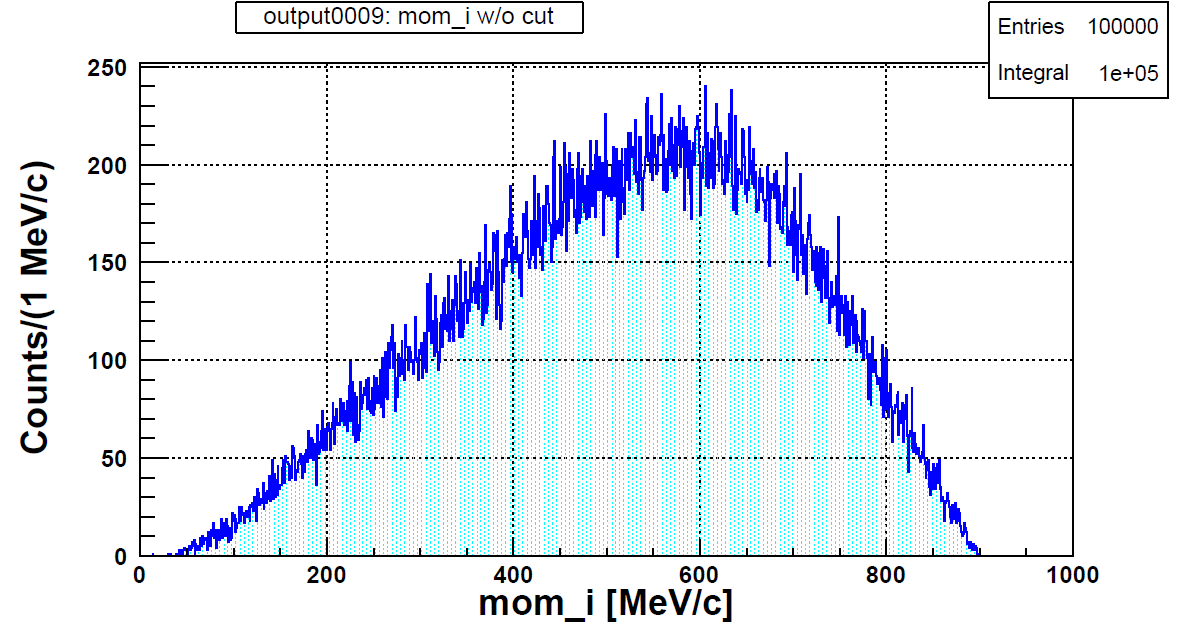 output0009: mom_i w/o cut
Entries 100000
Integral 1e+05
Counts/(1 MeV/c)
250
200
150
100
50
0
0 200 400 600 800 1000
mom_i [MeV/c]